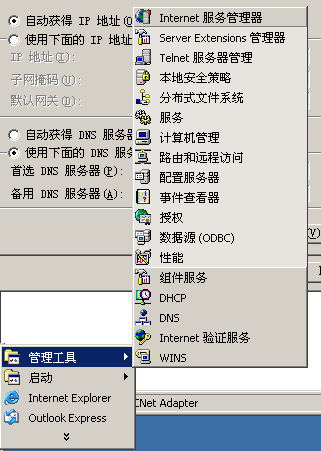 自动获得 IP 地址(O
使用下面的 IP 地址
IP 地址(I):
子网掩码(U):
默认网关(D):
自动获得 DNS 服务器
使用下面的 DNS 服务
首选 DNS 服务器(P):
备用 DNS 服务器(A):
(V)
Internet 服务管理器
Server Extensions 管理器
Telnet 服务器管理
本地安全策略
分布式文件系统
服务
计算机管理
路由和远程访问
配置服务器
事件查看器
授权
数据源 (ODBC)
性能
组件服务
DHCP
DNS
Internet 验证服务
WINS
管理工具
启动
Internet Explorer
Outlook Express
CNet Adapter